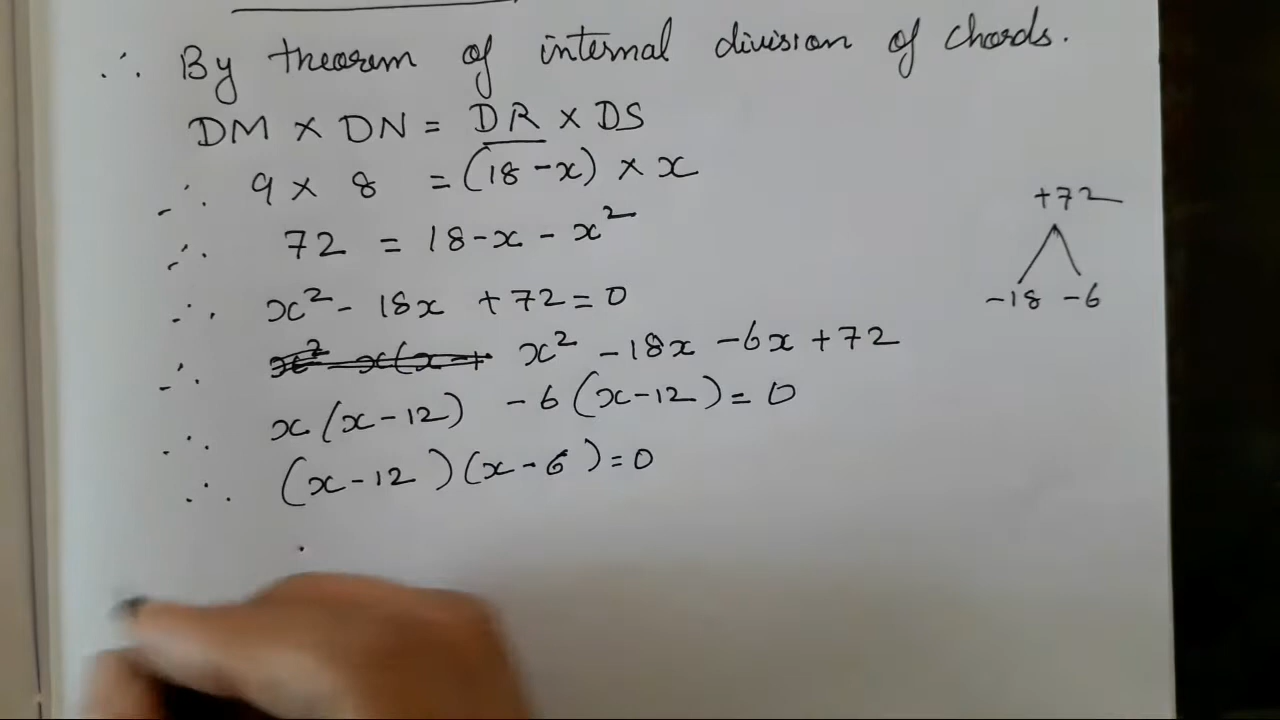 ∴ By theorem of internal division of chords.
DM × DN = DR × DS
∴ 9 × 8 = (18 - x) × x
∴ 72 = 18 - x - x²
∴ x² - 18x + 72 = 0
∴ x² - 18x - 6x + 72
∴ x(x - 12) - 6(x - 12) = 0
∴ (x - 12)(x - 6) = 0
+72
-18 -6